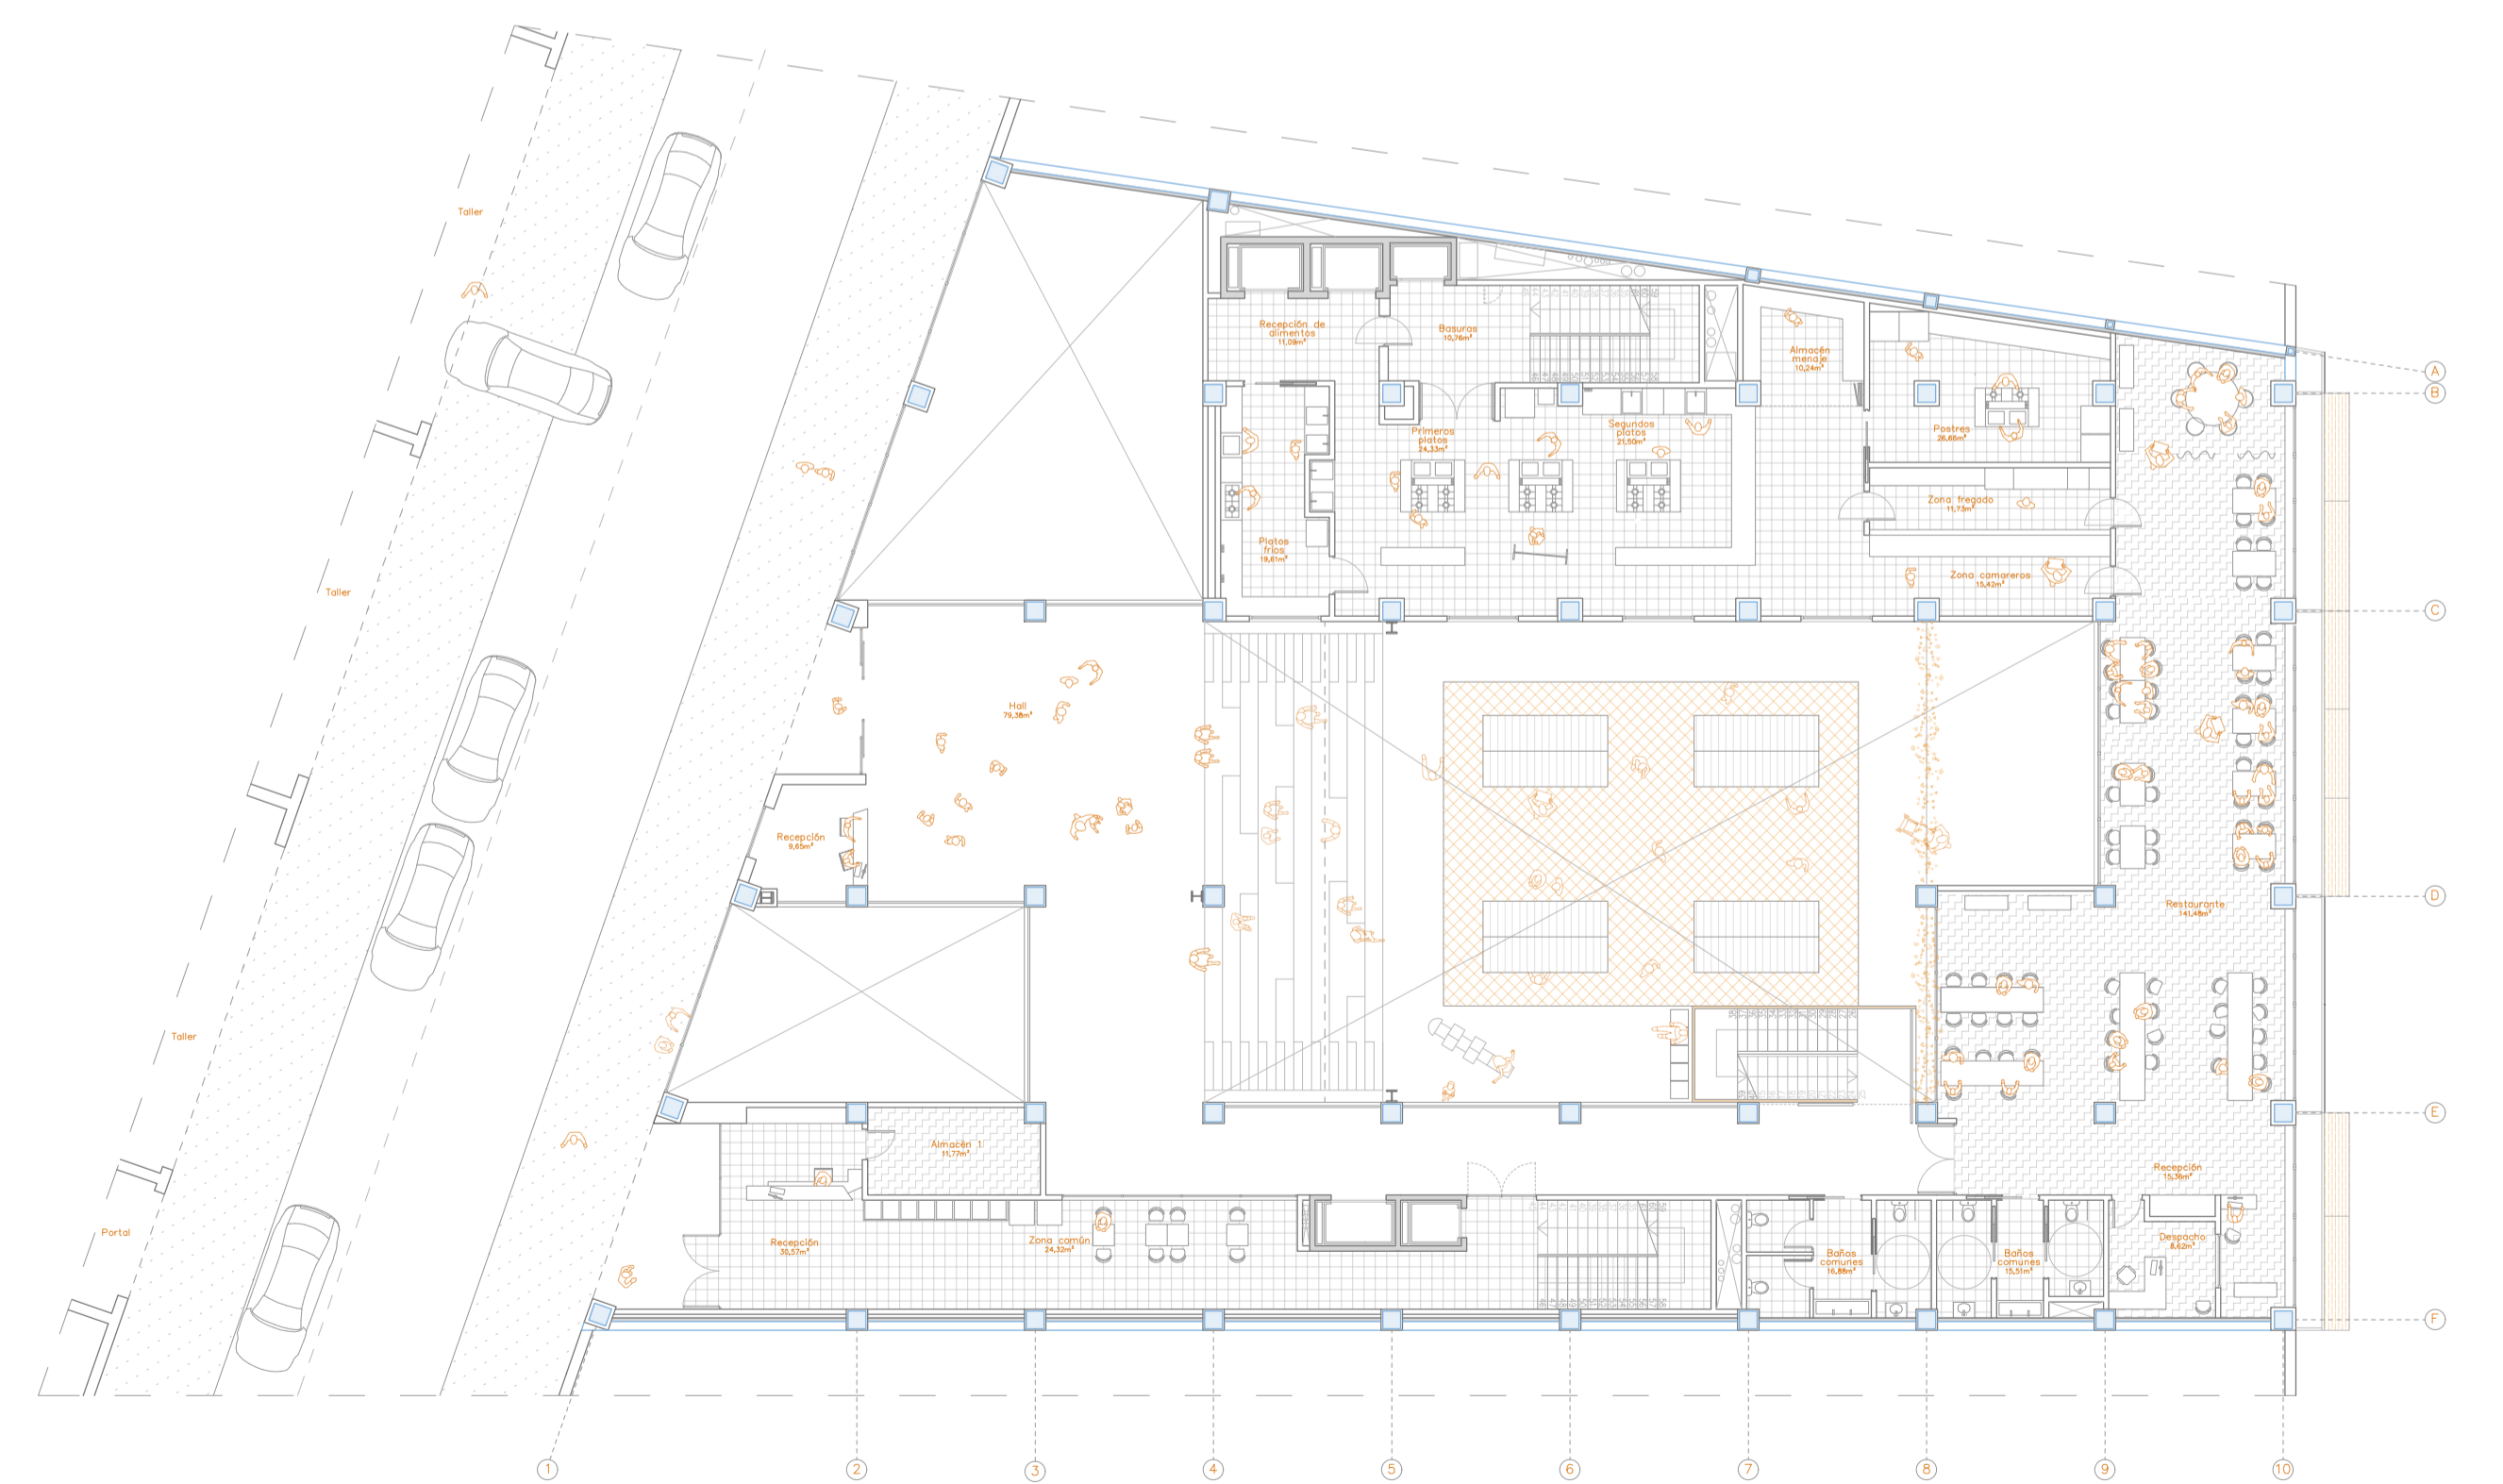 Taller
Recepción de
alimentos
11,09m²
Basuras
10,76m²
Almacén
menaje
10,24m²
A
B
Primeros
platos
24,33m²
Segundos
platos
21,50m²
Postres
26,66m²
Zona fregado
11,73m²
Platos
fríos
19,61m²
Zona camareros
15,42m²
Taller
C
Hall
79,38m²
Recepción
9,65m²
D
Restaurante
141,48m²
Taller
E
Almacén 1
11,77m²
Recepción
15,36m²
Portal
Recepción
30,57m²
Zona común
24,32m²
Baños
comunes
16,88m²
Baños
comunes
15,51m²
Despacho
8,62m²
F
1
2
3
4
5
6
7
8
9
10